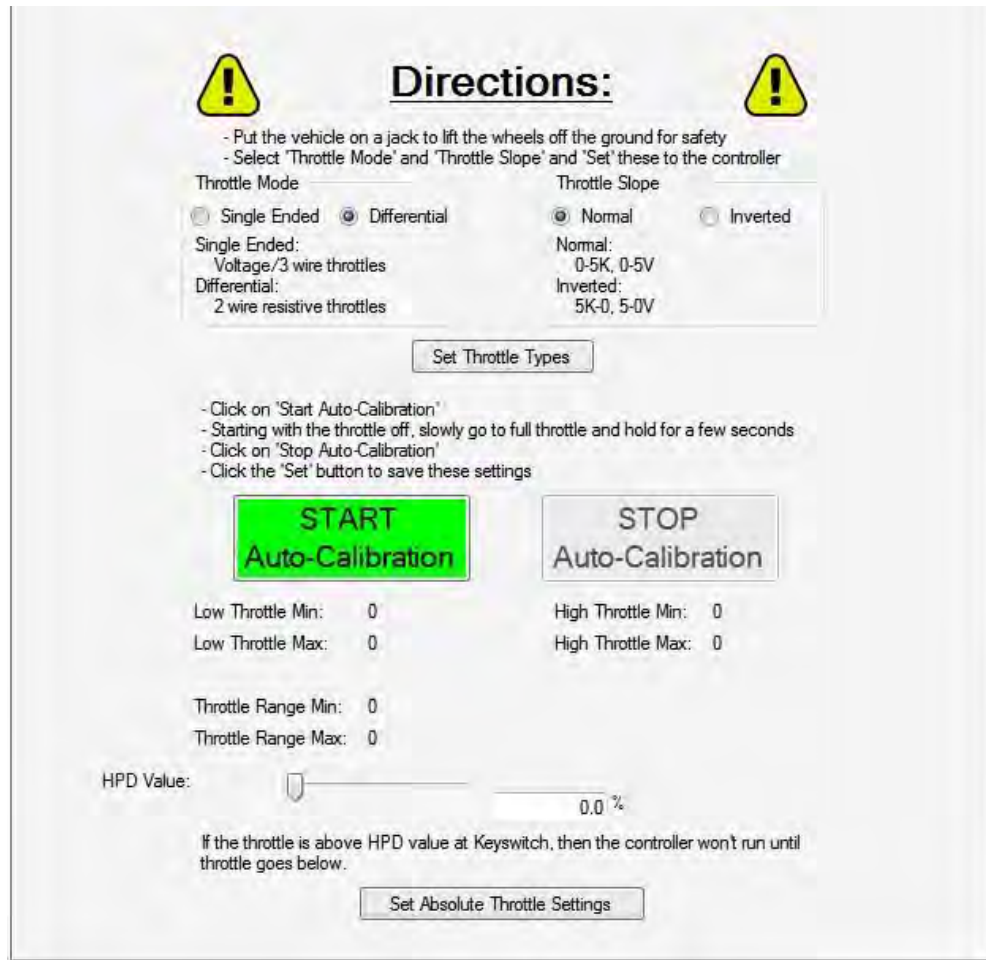 Directions:
- Put the vehicle on a jack to lift the wheels off the ground for safety
- Select 'Throttle Mode' and 'Throttle Slope' and 'Set' these to the controller
Throttle Mode
Throttle Slope
Single Ended Differential
Normal Inverted
Single Ended:
Voltage/3 wire throttles
Differential:
2 wire resistive throttles
Normal:
0-5K, 0-5V
Inverted:
5K-0, 5-0V
Set Throttle Types
- Click on 'Start Auto-Calibration'
- Starting with the throttle off, slowly go to full throttle and hold for a few seconds
- Click on 'Stop Auto-Calibration'
- Click the 'Set' button to save these settings
START
Auto-Calibration
STOP
Auto-Calibration
Low Throttle Min: 0
High Throttle Min: 0
Low Throttle Max: 0
High Throttle Max: 0
Throttle Range Min: 0
Throttle Range Max: 0
HPD Value:
0.0 %
If the throttle is above HPD value at Keyswitch, then the controller won't run until
throttle goes below.
Set Absolute Throttle Settings